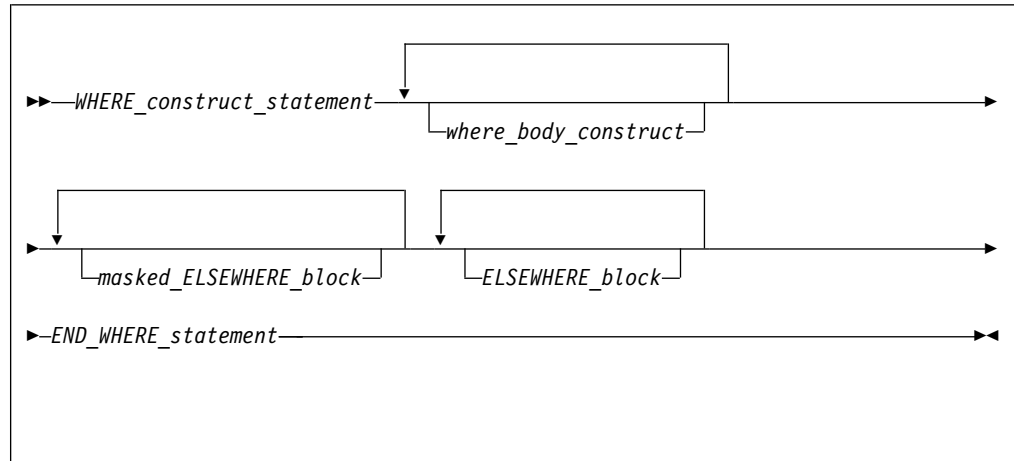 WHERE_construct_statement
where_body_construct
masked_ELSEWHERE_block ELSEWHERE_block
END_WHERE_statement